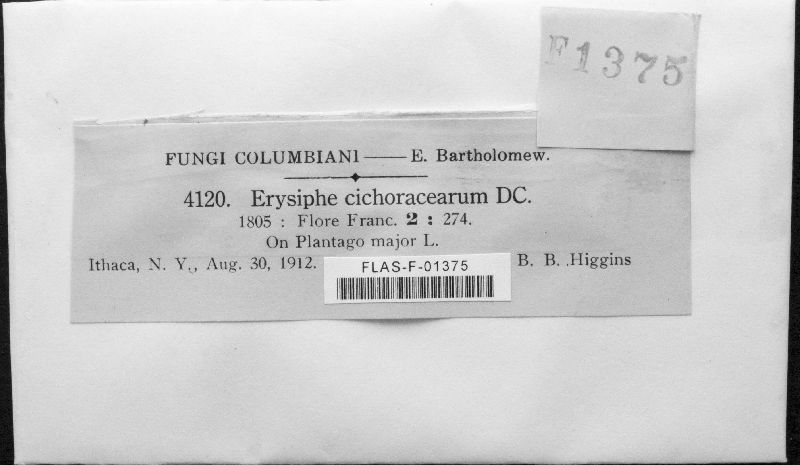 F1375
FUNGI COLUMBIANI — E. Bartholomew.
4120. Erysiphe cichoracearum DC.
1805 : Flore Franc. 2 : 274.
On Plantago major L.
Ithaca, N. Y., Aug. 30, 1912. B. B. Higgins
FLAS-F-01375